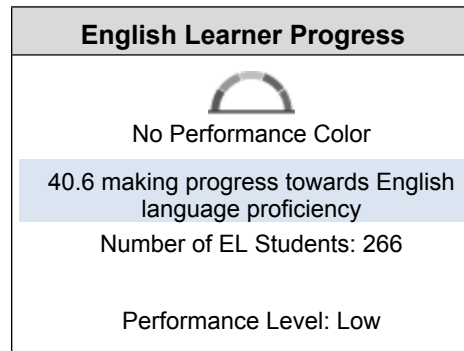 English Learner Progress
No Performance Color
40.6 making progress towards English
language proficiency
Number of EL Students: 266
Performance Level: Low